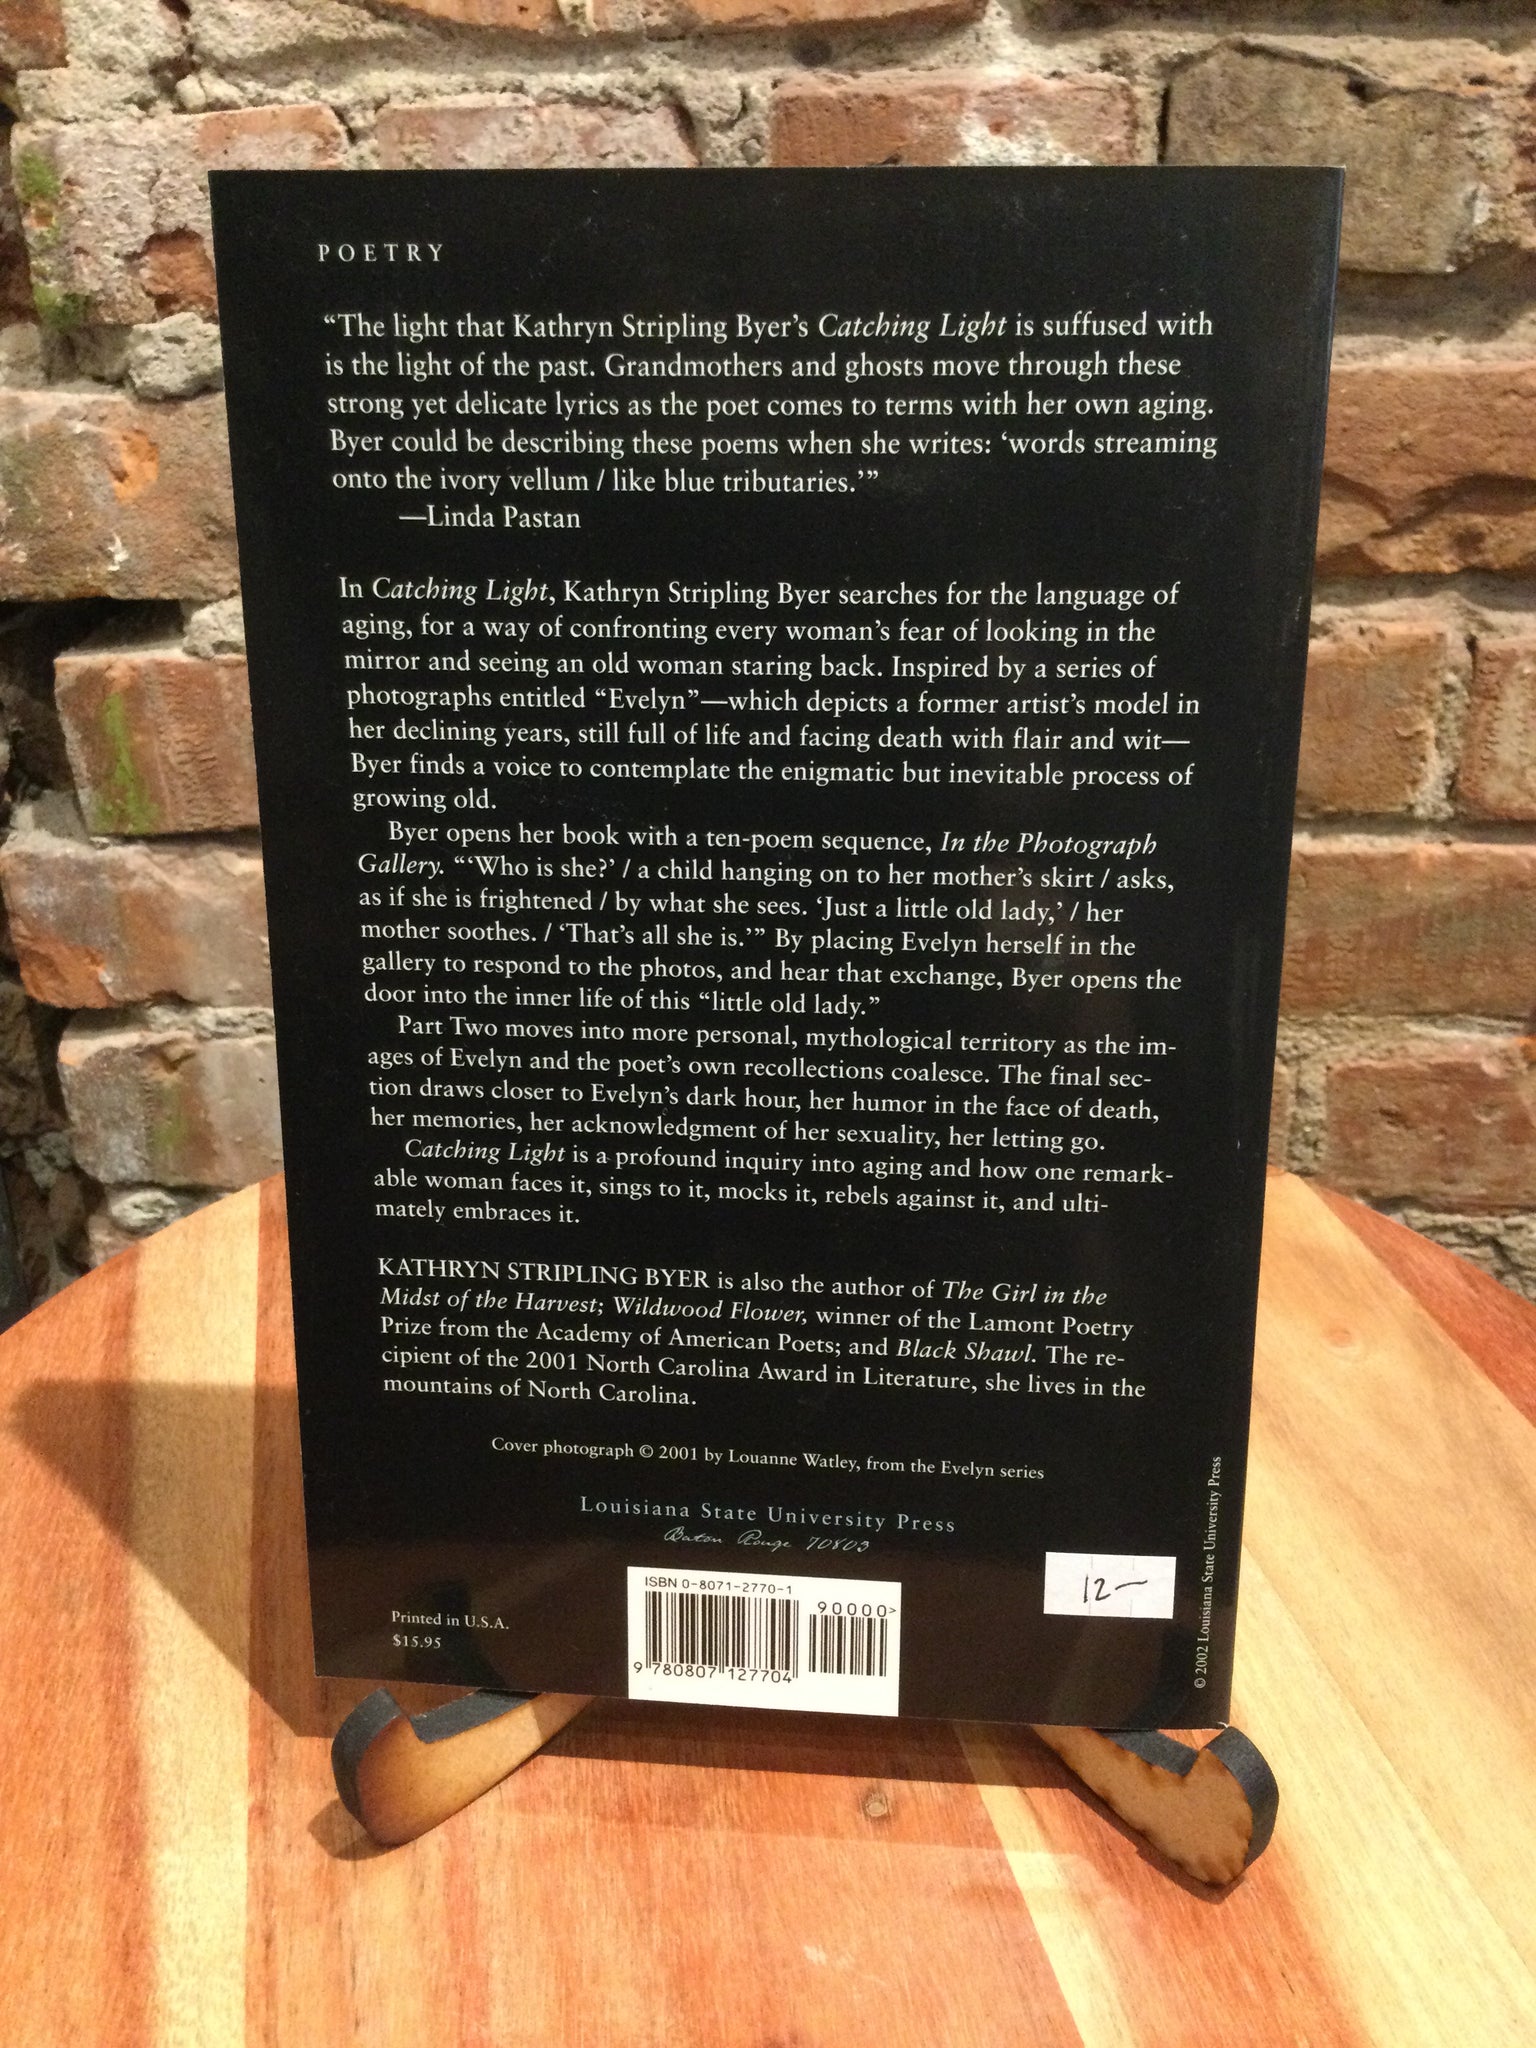 POETRY
“The light that Kathryn Stripling Byer’s Catching Light is suffused with
is the light of the past. Grandmothers and ghosts move through these
strong yet delicate lyrics as the poet comes to terms with her own aging.
Byer could be describing these poems when she writes: ‘words streaming
onto the ivory vellum / like blue tributaries.’”
—Linda Pastan
In Catching Light, Kathryn Stripling Byer searches for the language of
aging, for a way of confronting every woman’s fear of looking in the
mirror and seeing an old woman staring back. Inspired by a series of
photographs entitled “Evelyn”—which depicts a former artist’s model in
her declining years, still full of life and facing death with flair and wit—
Byer finds a voice to contemplate the enigmatic but inevitable process of
growing old.
Byer opens her book with a ten-poem sequence, In the Photograph
Gallery. “‘Who is she?’ / a child hanging on to her mother’s skirt / asks,
as if she is frightened / by what she sees. ‘Just a little old lady,’ / her
mother soothes. / ‘That’s all she is.’” By placing Evelyn herself in the
gallery to respond to the photos, and hear that exchange, Byer opens the
door into the inner life of this “little old lady.”
Part Two moves into more personal, mythological territory as the im-
ages of Evelyn and the poet’s own recollections coalesce. The final sec-
tion draws closer to Evelyn’s dark hour, her humor in the face of death,
her memories, her acknowledgment of her sexuality, her letting go.
Catching Light is a profound inquiry into aging and how one remark-
able woman faces it, sings to it, mocks it, rebels against it, and ulti-
mately embraces it.
KATHRYN STRIPLING BYER is also the author of The Girl in the
Midst of the Harvest; Wildwood Flower, winner of the Lamont Poetry
Prize from the Academy of American Poets; and Black Shawl. The re-
cipient of the 2001 North Carolina Award in Literature, she lives in the
mountains of North Carolina.
Cover photograph © 2001 by Louanne Watley, from the Evelyn series
Louisiana State University Press
Baton Rouge 70803
ISBN 0-8071-2770-1
90000>
9 780807 127704
Printed in U.S.A.
$15.95
12—
© 2002 Louisiana State University Press